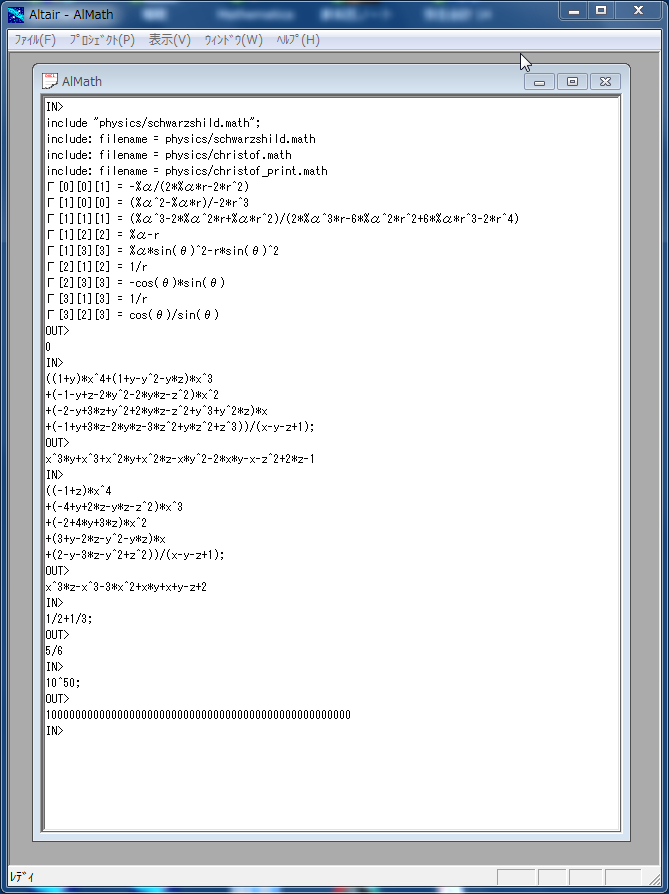 Altair - AlMath
ﾌｧｲﾙ(F) ﾌﾟﾛｼﾞｪｸﾄ(P) 表示(V) ｳｨﾝﾄﾞｳ(W) ﾍﾙﾌﾟ(H)
AlMath
IN>
include "physics/schwarzshild.math";
include: filename = physics/schwarzshild.math
include: filename = physics/christof.math
include: filename = physics/christof_print.math
Γ[0][0][1] = -%α/(2*%α*r-2*r^2)
Γ[1][0][0] = (%α^2-%α*r)/-2*r^3
Γ[1][1][1] = (%α^3-2*%α^2*r+%α*r^2)/(2*%α^3*r-6*%α^2*r^2+6*%α*r^3-2*r^4)
Γ[1][2][2] = %α-r
Γ[1][3][3] = %α*sin(θ)^2-r*sin(θ)^2
Γ[2][1][2] = 1/r
Γ[2][3][3] = -cos(θ)*sin(θ)
Γ[3][1][3] = 1/r
Γ[3][2][3] = cos(θ)/sin(θ)
OUT>
0
IN>
((1+y)*x^4+(1+y-y^2-y*z)*x^3
+(-1-y+z-2*y^2-2*y*z-z^2)*x^2
+(-2-y+3*z+y^2+2*y*z-z^2+y^3+y^2*z)*x
+(-1+y+3*z-2*y*z-3*z^2+y*z^2+z^3))/(x-y-z+1);
OUT>
x^3*y+x^3+x^2*y+x^2*z-x*y^2-2*x*y-x-z^2+2*z-1
IN>
((-1+z)*x^4
+(-4+y+2*z-y*z-z^2)*x^3
+(-2+4*y+3*z)*x^2
+(3+y-2*z-y^2-y*z)*x
+(2-y-3*z-y^2+z^2))/(x-y-z+1);
OUT>
x^3*z-x^3-3*x^2+x*y+x+y-z+2
IN>
1/2+1/3;
OUT>
5/6
IN>
10^50;
OUT>
100000000000000000000000000000000000000000000000000
IN>
ﾚﾃﾞｨ